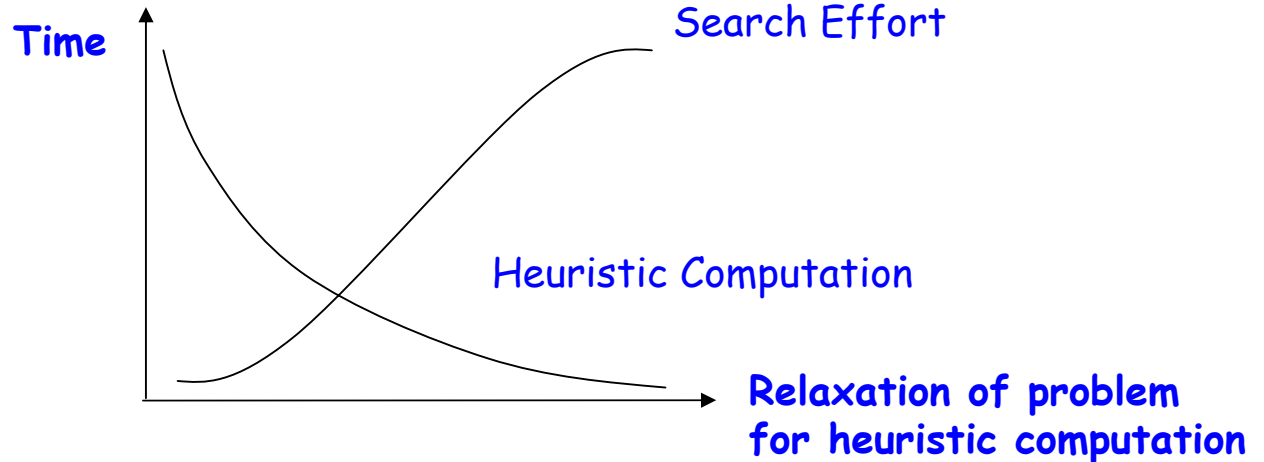 Search Effort
Time
Heuristic Computation
Relaxation of problem
for heuristic computation